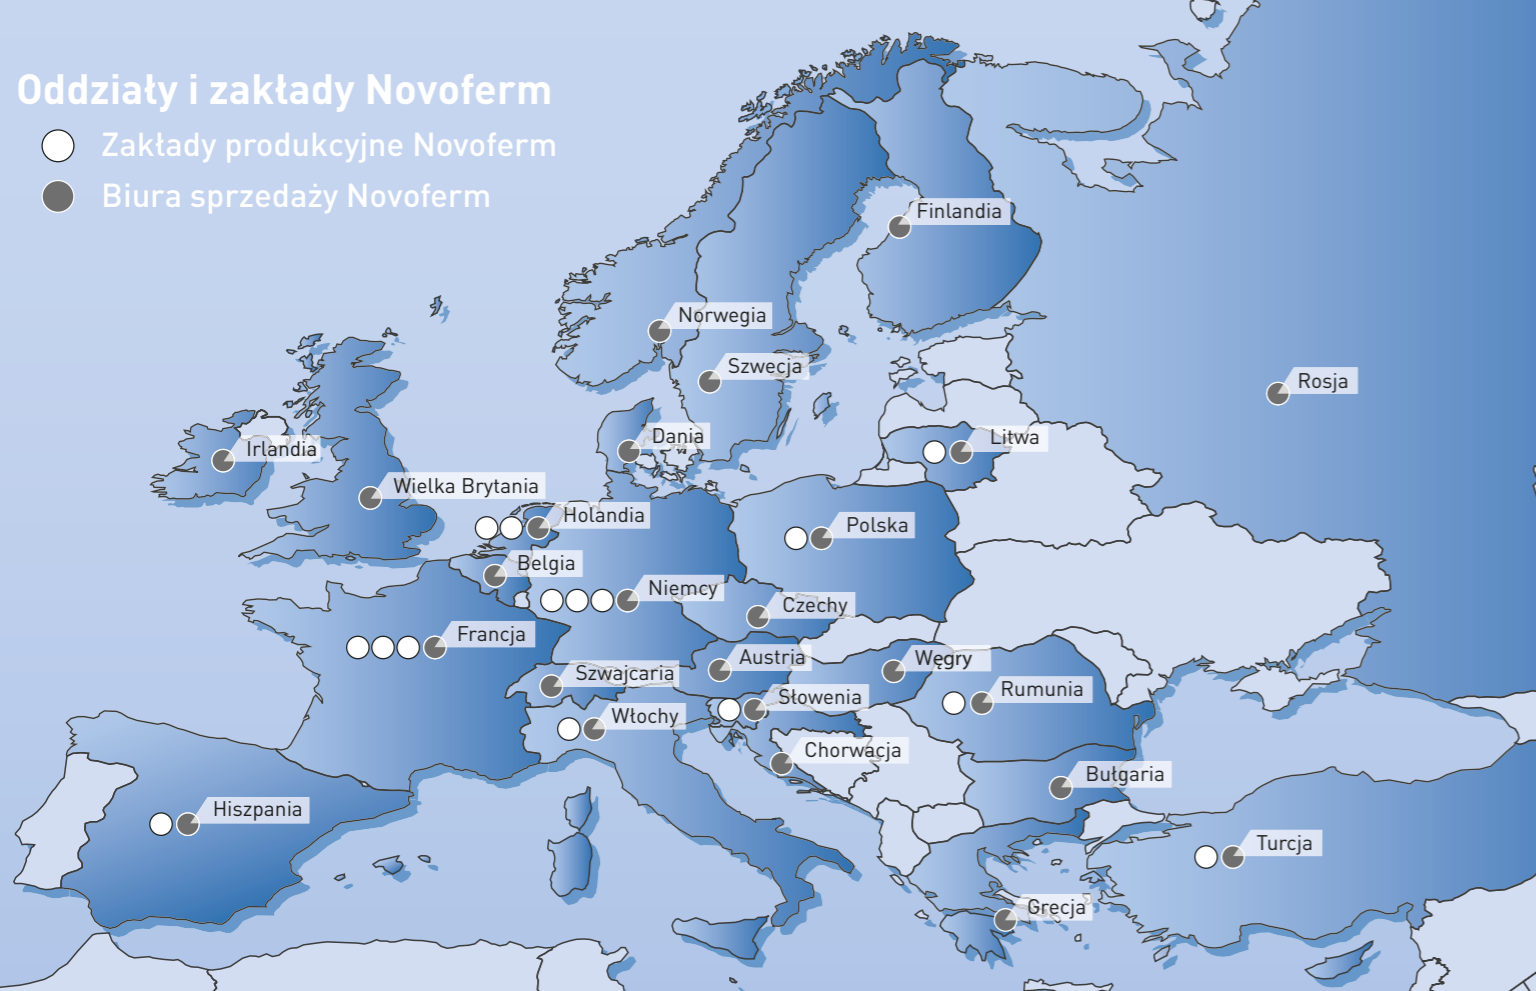 Oddziały i zakłady Novoferm
Zakłady produkcyjne Novoferm
Biura sprzedaży Novoferm
Finlandia
Norwegia
Szwecja
Rosja
Dania
Litwa
Irlandia
Wielka Brytania
Holandia
Polska
Belgia
Niemcy
Czechy
Francja
Austria
Węgry
Szwajcaria
Rumunia
Słowenia
Włochy
Chorwacja
Bułgaria
Hiszpania
Turcja
Grecja